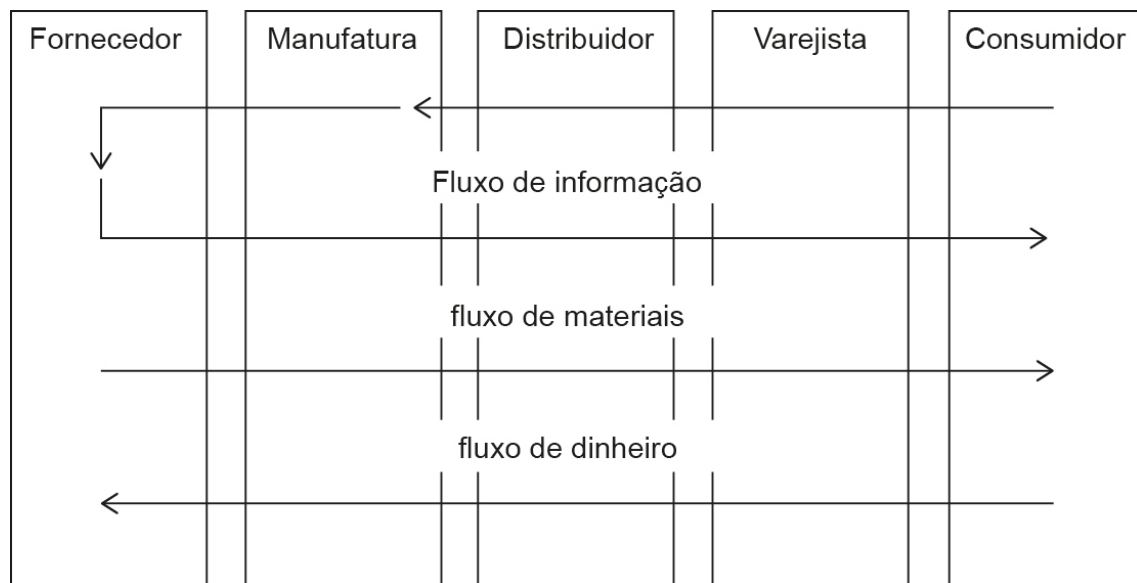 Fornecedor
Manufatura
Distribuidor
Varejista
Consumidor
Fluxo de informação
fluxo de materiais
fluxo de dinheiro